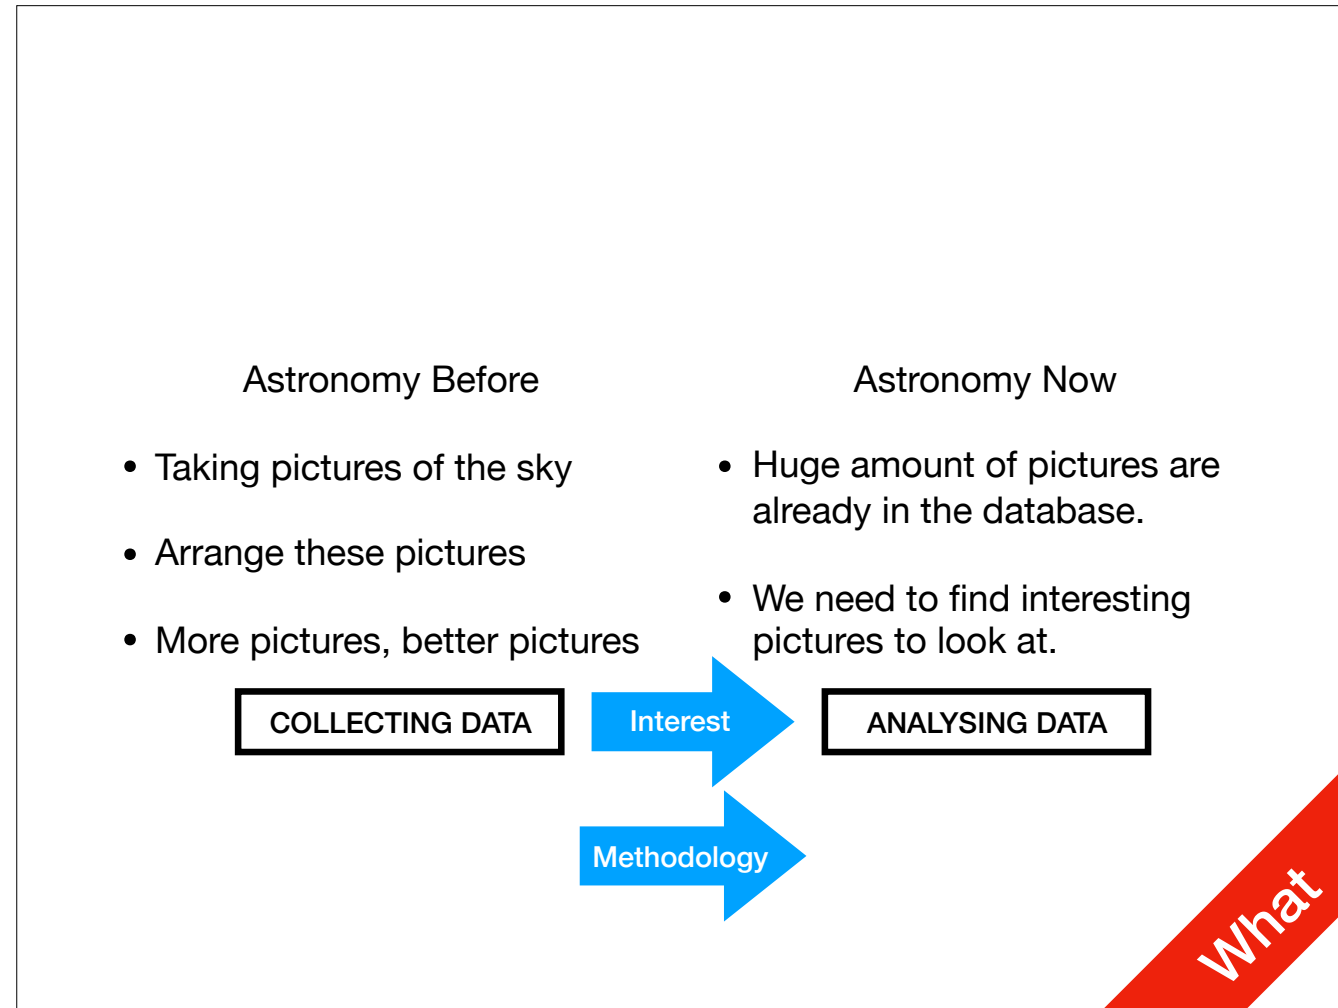 Astronomy Before
• Taking pictures of the sky
• Arrange these pictures
• More pictures, better pictures
COLLECTING DATA
Interest
Methodology
Astronomy Now
• Huge amount of pictures are
already in the database.
• We need to find interesting
pictures to look at.
ANALYSING DATA
What